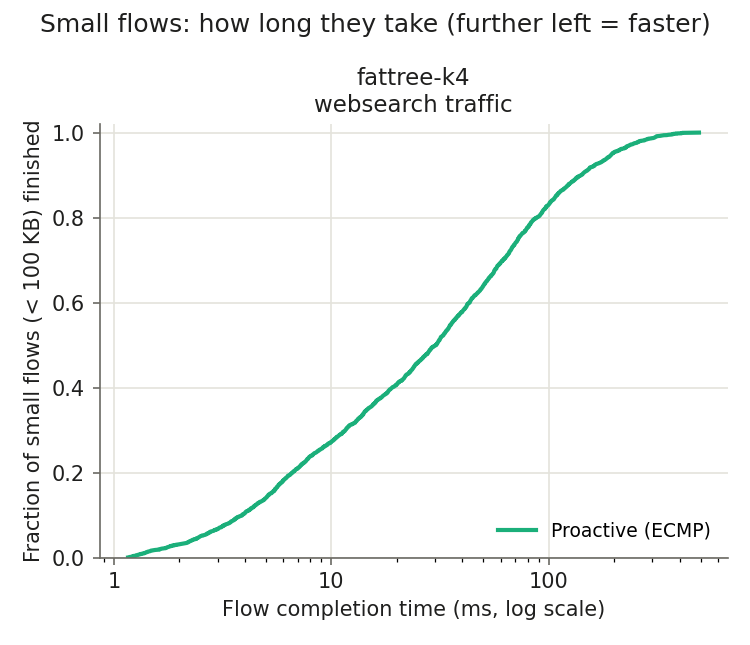 Small flows: how long they take (further left = faster)
fattree-k4
websearch traffic
Fraction of small flows (< 100 KB) finished
1.0
0.8
0.6
0.4
0.2
0.0
Proactive (ECMP)
1
10
100
Flow completion time (ms, log scale)